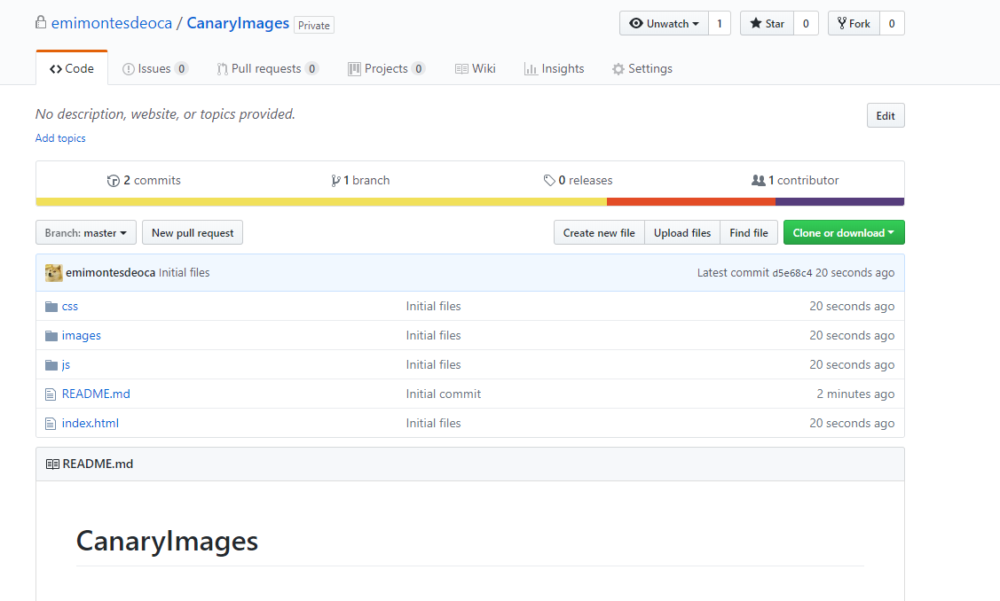 emimontesdeoca / CanaryImages Private Unwatch 1 Star 0 Fork 0
Code Issues 0 Pull requests 0 Projects 0 Wiki Insights Settings
No description, website, or topics provided. Edit
Add topics
2 commits 1 branch 0 releases 1 contributor
Branch: master New pull request Create new file Upload files Find file Clone or download
emimontesdeoca Initial files Latest commit d5e68c4 20 seconds ago
css Initial files 20 seconds ago
images Initial files 20 seconds ago
js Initial files 20 seconds ago
README.md Initial commit 2 minutes ago
index.html Initial files 20 seconds ago
README.md
CanaryImages